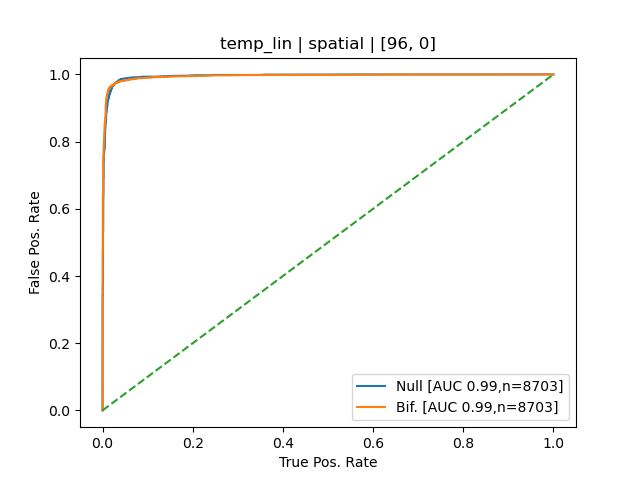 temp_lin | spatial | [96, 0]
1.0
0.8
0.6
0.4
0.2
0.0
False Pos. Rate
Null [AUC 0.99,n=8703]
Bif. [AUC 0.99,n=8703]
0.0 0.2 0.4 0.6 0.8 1.0
True Pos. Rate